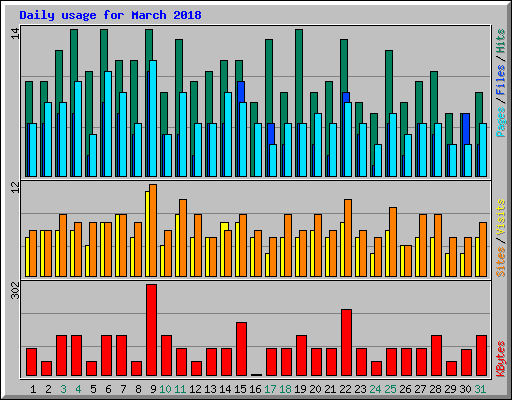 Daily usage for March 2018
14
Pages / Files / Hits
12
Sites / Visits
302
KBytes
1 2 3 4 5 6 7 8 9 10 11 12 13 14 15 16 17 18 19 20 21 22 23 24 25 26 27 28 29 30 31